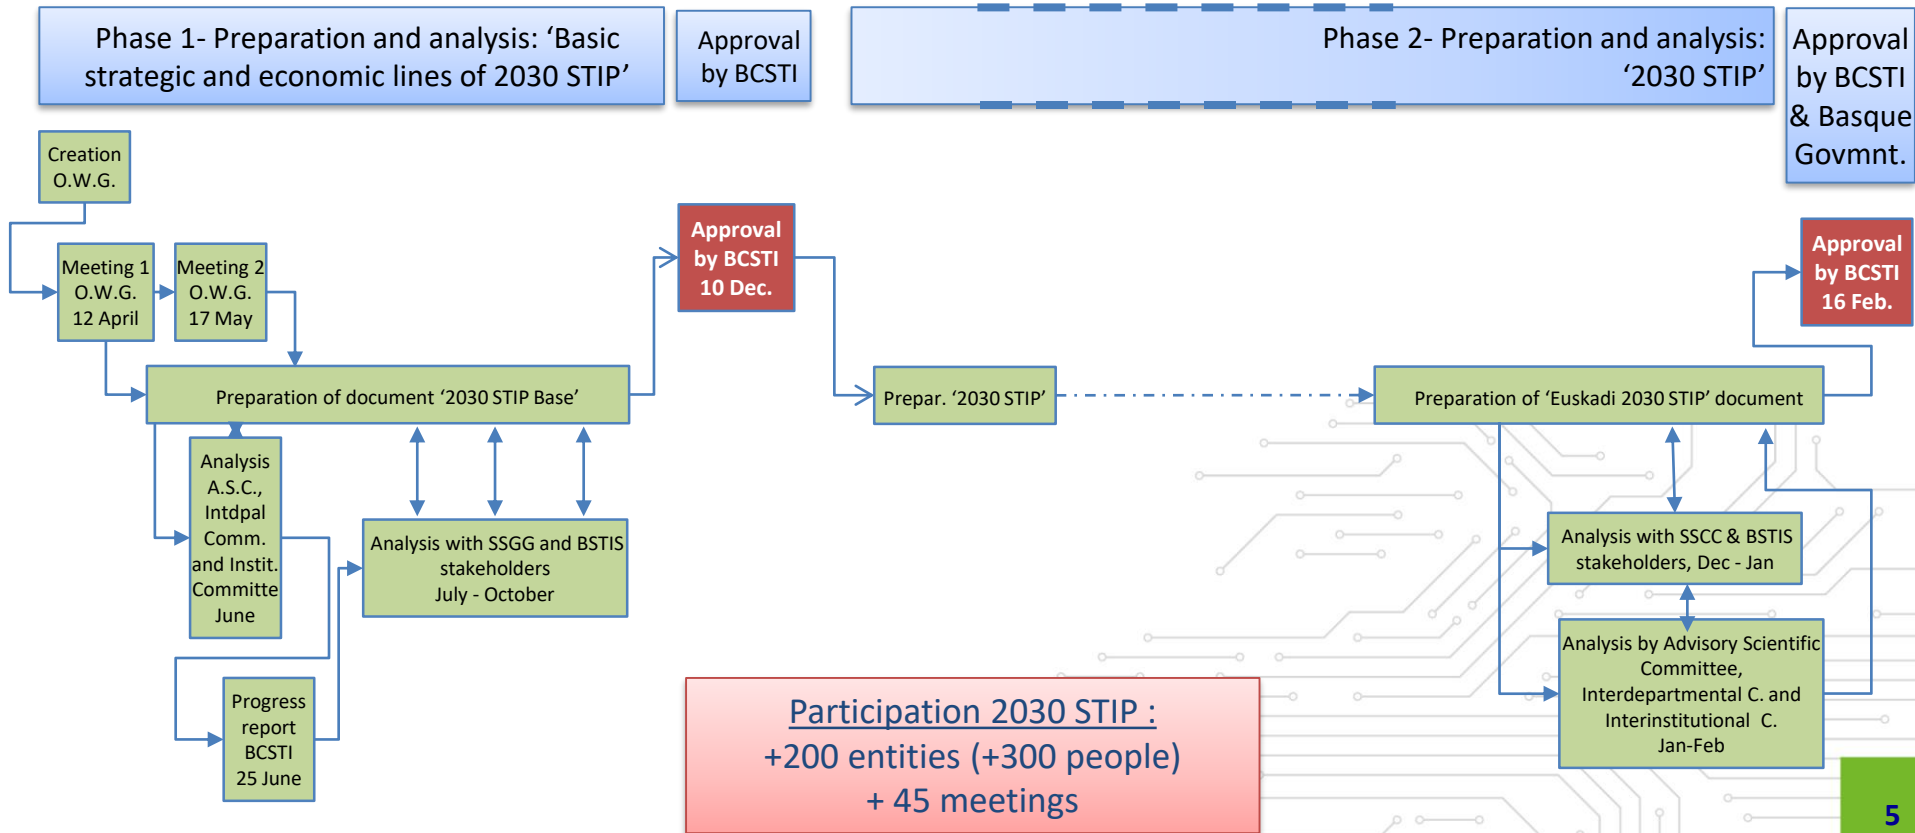 Phase 1- Preparation and analysis: ‘Basic
strategic and economic lines of 2030 STIP’
Approval
by BCSTI
Phase 2- Preparation and analysis:
‘2030 STIP’
Approval
by BCSTI
& Basque
Govmnt.
Creation
O.W.G.
Meeting 1
O.W.G.
12 April
Meeting 2
O.W.G.
17 May
Approval
by BCSTI
10 Dec.
Approval
by BCSTI
16 Feb.
Preparation of document ‘2030 STIP Base’
Prepar. ‘2030 STIP’
Preparation of ‘Euskadi 2030 STIP’ document
Analysis
A.S.C.,
Intdpal
Comm.
and Instit.
Committe
June
Analysis with SSGG and BSTIS
stakeholders
July - October
Analysis with SSCC & BSTIS
stakeholders, Dec - Jan
Analysis by Advisory Scientific
Committee,
Interdepartmental C. and
Interinstitutional C.
Jan-Feb
Progress
report
BCSTI
25 June
Participation 2030 STIP :
+200 entities (+300 people)
+ 45 meetings
5